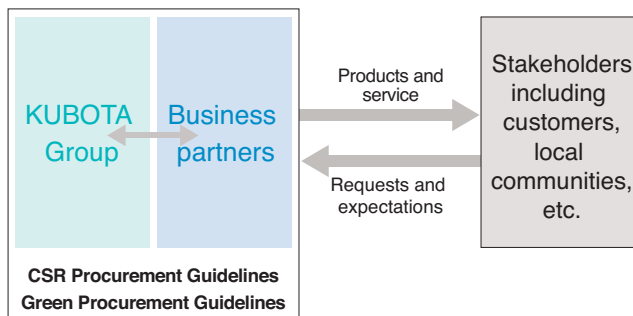 KUBOTA
Group
Business
partners
CSR Procurement Guidelines
Green Procurement Guidelines
Products and
service
Requests and
expectations
Stakeholders
including
customers,
local
communities,
etc.